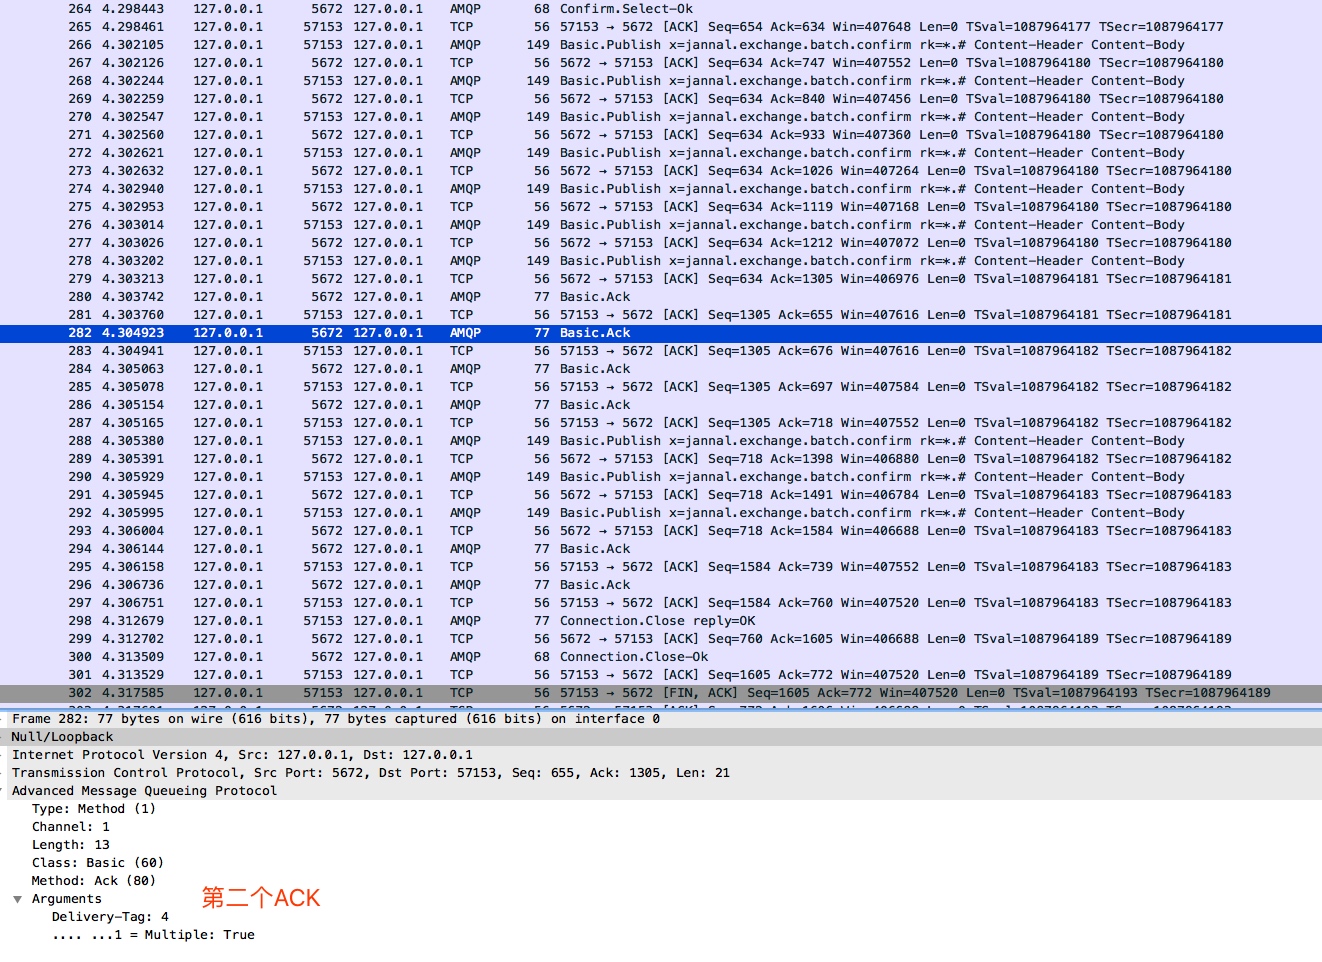 264 4.298443 127.0.0.1 5672 127.0.0.1 AMQP 68 Confirm.Select-Ok
265 4.298461 127.0.0.1 57153 127.0.0.1 TCP 56 57153 → 5672 [ACK] Seq=654 Ack=634 Win=407648 Len=0 TSval=1087964177 TSecr=1087964177
266 4.302105 127.0.0.1 57153 127.0.0.1 AMQP 149 Basic.Publish x=jannal.exchange.batch.confirm rk=*.# Content-Header Content-Body
267 4.302126 127.0.0.1 5672 127.0.0.1 TCP 56 5672 → 57153 [ACK] Seq=634 Ack=747 Win=407552 Len=0 TSval=1087964180 TSecr=1087964180
268 4.302244 127.0.0.1 57153 127.0.0.1 AMQP 149 Basic.Publish x=jannal.exchange.batch.confirm rk=*.# Content-Header Content-Body
269 4.302259 127.0.0.1 5672 127.0.0.1 TCP 56 5672 → 57153 [ACK] Seq=634 Ack=840 Win=407456 Len=0 TSval=1087964180 TSecr=1087964180
270 4.302547 127.0.0.1 57153 127.0.0.1 AMQP 149 Basic.Publish x=jannal.exchange.batch.confirm rk=*.# Content-Header Content-Body
271 4.302560 127.0.0.1 5672 127.0.0.1 TCP 56 5672 → 57153 [ACK] Seq=634 Ack=933 Win=407360 Len=0 TSval=1087964180 TSecr=1087964180
272 4.302621 127.0.0.1 57153 127.0.0.1 AMQP 149 Basic.Publish x=jannal.exchange.batch.confirm rk=*.# Content-Header Content-Body
273 4.302632 127.0.0.1 5672 127.0.0.1 TCP 56 5672 → 57153 [ACK] Seq=634 Ack=1026 Win=407264 Len=0 TSval=1087964180 TSecr=1087964180
274 4.302940 127.0.0.1 57153 127.0.0.1 AMQP 149 Basic.Publish x=jannal.exchange.batch.confirm rk=*.# Content-Header Content-Body
275 4.302953 127.0.0.1 5672 127.0.0.1 TCP 56 5672 → 57153 [ACK] Seq=634 Ack=1119 Win=407168 Len=0 TSval=1087964180 TSecr=1087964180
276 4.303014 127.0.0.1 57153 127.0.0.1 AMQP 149 Basic.Publish x=jannal.exchange.batch.confirm rk=*.# Content-Header Content-Body
277 4.303026 127.0.0.1 5672 127.0.0.1 TCP 56 5672 → 57153 [ACK] Seq=634 Ack=1212 Win=407072 Len=0 TSval=1087964180 TSecr=1087964180
278 4.303202 127.0.0.1 57153 127.0.0.1 AMQP 149 Basic.Publish x=jannal.exchange.batch.confirm rk=*.# Content-Header Content-Body
279 4.303213 127.0.0.1 5672 127.0.0.1 TCP 56 5672 → 57153 [ACK] Seq=634 Ack=1305 Win=406976 Len=0 TSval=1087964181 TSecr=1087964181
280 4.303742 127.0.0.1 5672 127.0.0.1 AMQP 77 Basic.Ack
281 4.303760 127.0.0.1 57153 127.0.0.1 TCP 56 57153 → 5672 [ACK] Seq=1305 Ack=655 Win=407616 Len=0 TSval=1087964181 TSecr=1087964181
282 4.304923 127.0.0.1 5672 127.0.0.1 AMQP 77 Basic.Ack
283 4.304941 127.0.0.1 57153 127.0.0.1 TCP 56 57153 → 5672 [ACK] Seq=1305 Ack=676 Win=407616 Len=0 TSval=1087964182 TSecr=1087964182
284 4.305063 127.0.0.1 5672 127.0.0.1 AMQP 77 Basic.Ack
285 4.305078 127.0.0.1 57153 127.0.0.1 TCP 56 57153 → 5672 [ACK] Seq=1305 Ack=697 Win=407584 Len=0 TSval=1087964182 TSecr=1087964182
286 4.305154 127.0.0.1 5672 127.0.0.1 AMQP 77 Basic.Ack
287 4.305165 127.0.0.1 57153 127.0.0.1 TCP 56 57153 → 5672 [ACK] Seq=1305 Ack=718 Win=407552 Len=0 TSval=1087964182 TSecr=1087964182
288 4.305380 127.0.0.1 57153 127.0.0.1 AMQP 149 Basic.Publish x=jannal.exchange.batch.confirm rk=*.# Content-Header Content-Body
289 4.305391 127.0.0.1 5672 127.0.0.1 TCP 56 5672 → 57153 [ACK] Seq=718 Ack=1398 Win=406880 Len=0 TSval=1087964182 TSecr=1087964182
290 4.305929 127.0.0.1 57153 127.0.0.1 AMQP 149 Basic.Publish x=jannal.exchange.batch.confirm rk=*.# Content-Header Content-Body
291 4.305945 127.0.0.1 5672 127.0.0.1 TCP 56 5672 → 57153 [ACK] Seq=718 Ack=1491 Win=406784 Len=0 TSval=1087964183 TSecr=1087964183
292 4.305995 127.0.0.1 57153 127.0.0.1 AMQP 149 Basic.Publish x=jannal.exchange.batch.confirm rk=*.# Content-Header Content-Body
293 4.306004 127.0.0.1 5672 127.0.0.1 TCP 56 5672 → 57153 [ACK] Seq=718 Ack=1584 Win=406688 Len=0 TSval=1087964183 TSecr=1087964183
294 4.306144 127.0.0.1 5672 127.0.0.1 AMQP 77 Basic.Ack
295 4.306158 127.0.0.1 57153 127.0.0.1 TCP 56 57153 → 5672 [ACK] Seq=1584 Ack=739 Win=407552 Len=0 TSval=1087964183 TSecr=1087964183
296 4.306736 127.0.0.1 5672 127.0.0.1 AMQP 77 Basic.Ack
297 4.306751 127.0.0.1 57153 127.0.0.1 TCP 56 57153 → 5672 [ACK] Seq=1584 Ack=760 Win=407520 Len=0 TSval=1087964183 TSecr=1087964183
298 4.312679 127.0.0.1 57153 127.0.0.1 AMQP 77 Connection.Close reply=OK
299 4.312702 127.0.0.1 5672 127.0.0.1 TCP 56 5672 → 57153 [ACK] Seq=760 Ack=1605 Win=406688 Len=0 TSval=1087964189 TSecr=1087964189
300 4.313509 127.0.0.1 5672 127.0.0.1 AMQP 68 Connection.Close-Ok
301 4.313529 127.0.0.1 57153 127.0.0.1 TCP 56 57153 → 5672 [ACK] Seq=1605 Ack=772 Win=407520 Len=0 TSval=1087964189 TSecr=1087964189
302 4.317585 127.0.0.1 57153 127.0.0.1 TCP 56 57153 → 5672 [FIN, ACK] Seq=1605 Ack=772 Win=407520 Len=0 TSval=1087964193 TSecr=1087964189
Frame 282: 77 bytes on wire (616 bits), 77 bytes captured (616 bits) on interface 0
Null/Loopback
Internet Protocol Version 4, Src: 127.0.0.1, Dst: 127.0.0.1
Transmission Control Protocol, Src Port: 5672, Dst Port: 57153, Seq: 655, Ack: 1305, Len: 21
Advanced Message Queueing Protocol
Type: Method (1)
Channel: 1
Length: 13
Class: Basic (60)
Method: Ack (80)
第二个ACK
Arguments
Delivery-Tag: 4
.... ...1 = Multiple: True